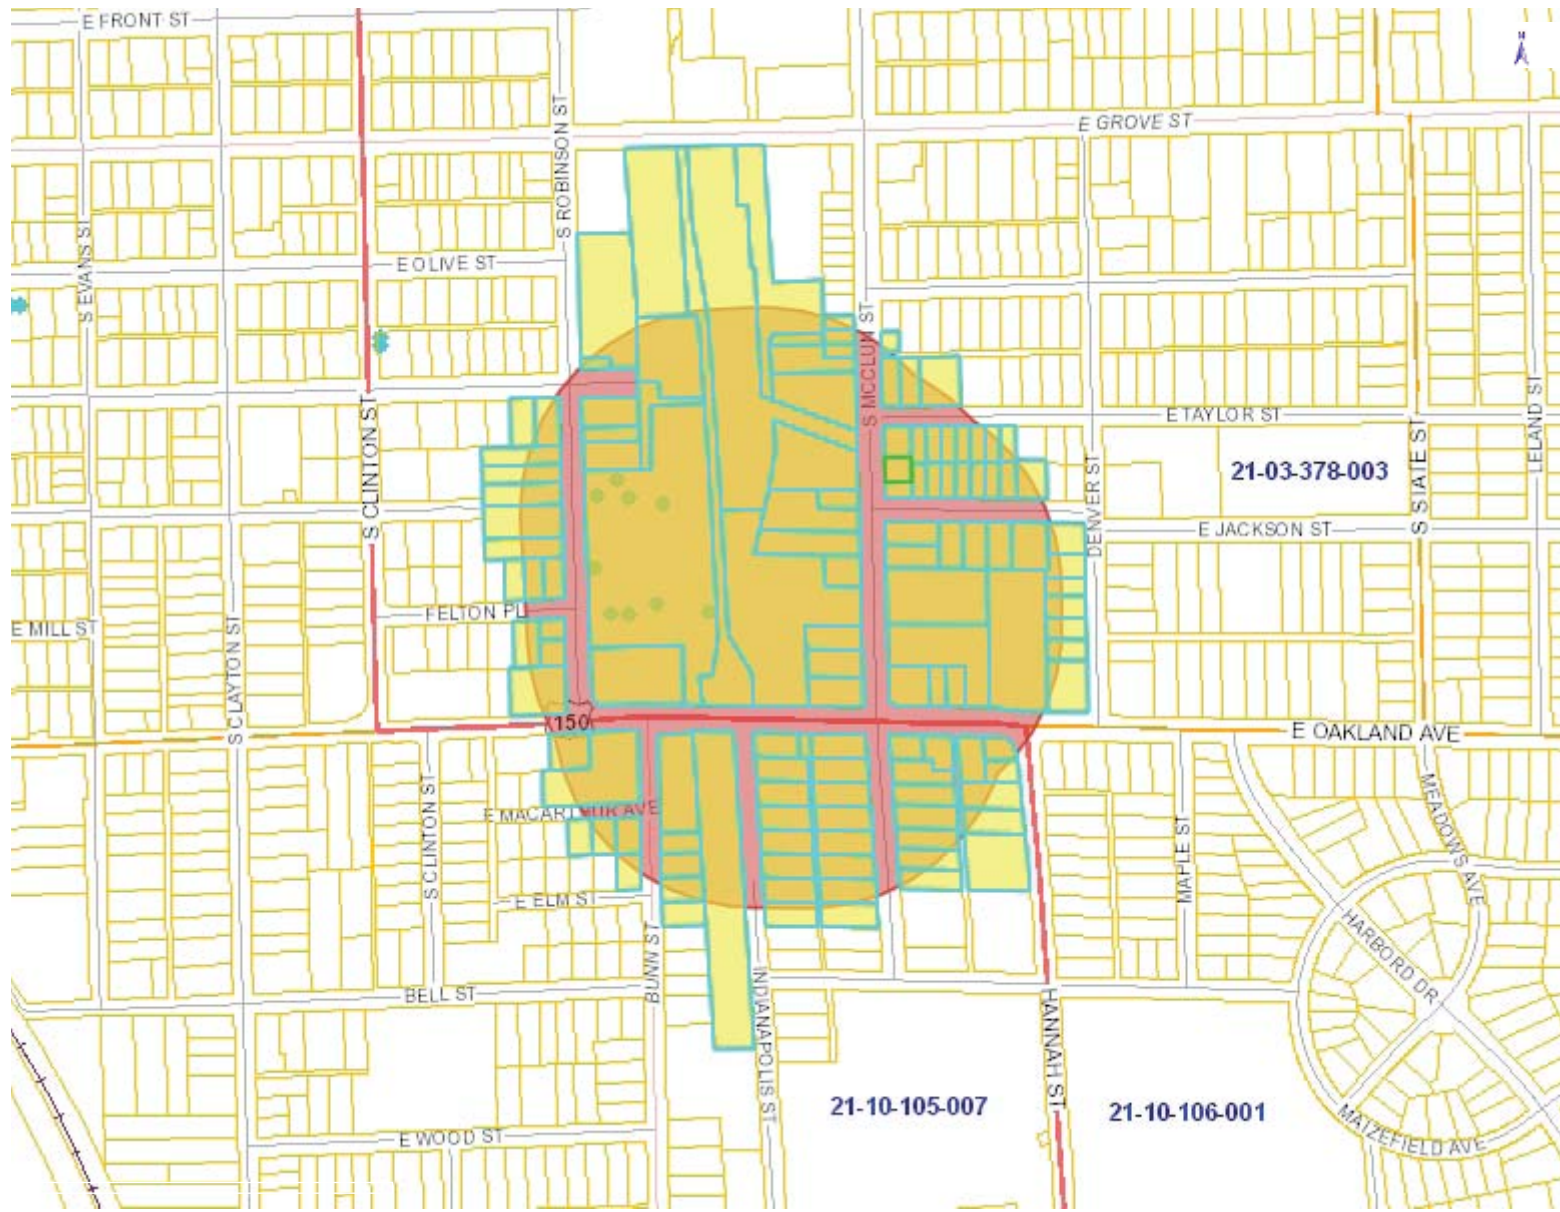 E FRONT ST
N
E GROVE ST
S ROBINSON ST
S EVANS ST
E OLIVE ST
S MCCLUN ST
E TAYLOR ST
LELAND ST
S CLINTON ST
S STATE ST
21-03-378-003
DENVER ST
E JACKSON ST
FELTON PL
E MILL ST
S CLAYTON ST
150
E OAKLAND AVE
S CLINTON ST
E MACARTHUR AVE
MEADOWS AVE
MAPLE ST
E ELM ST
HARBORD DR
BUNN ST
INDIANAPOLIS ST
BELL ST
HANNAH ST
21-10-105-007
21-10-106-001
MAIZEFIELD AVE
E WOOD ST